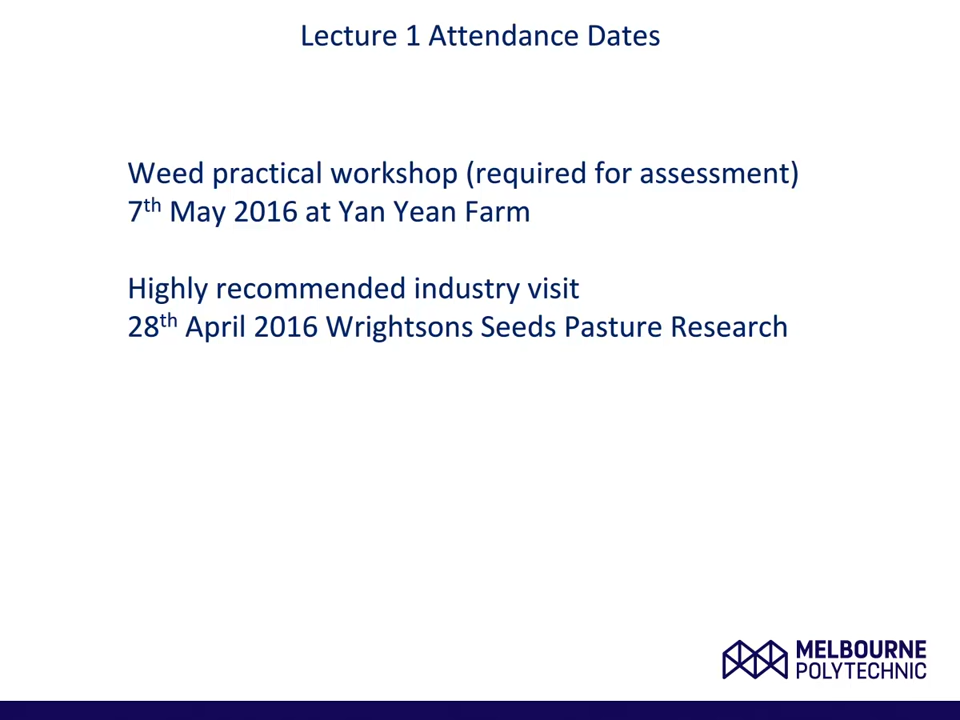 Lecture 1 Attendance Dates
Weed practical workshop (required for assessment)
7th May 2016 at Yan Yean Farm
Highly recommended industry visit
28th April 2016 Wrightsons Seeds Pasture Research
MELBOURNE
POLYTECHNIC